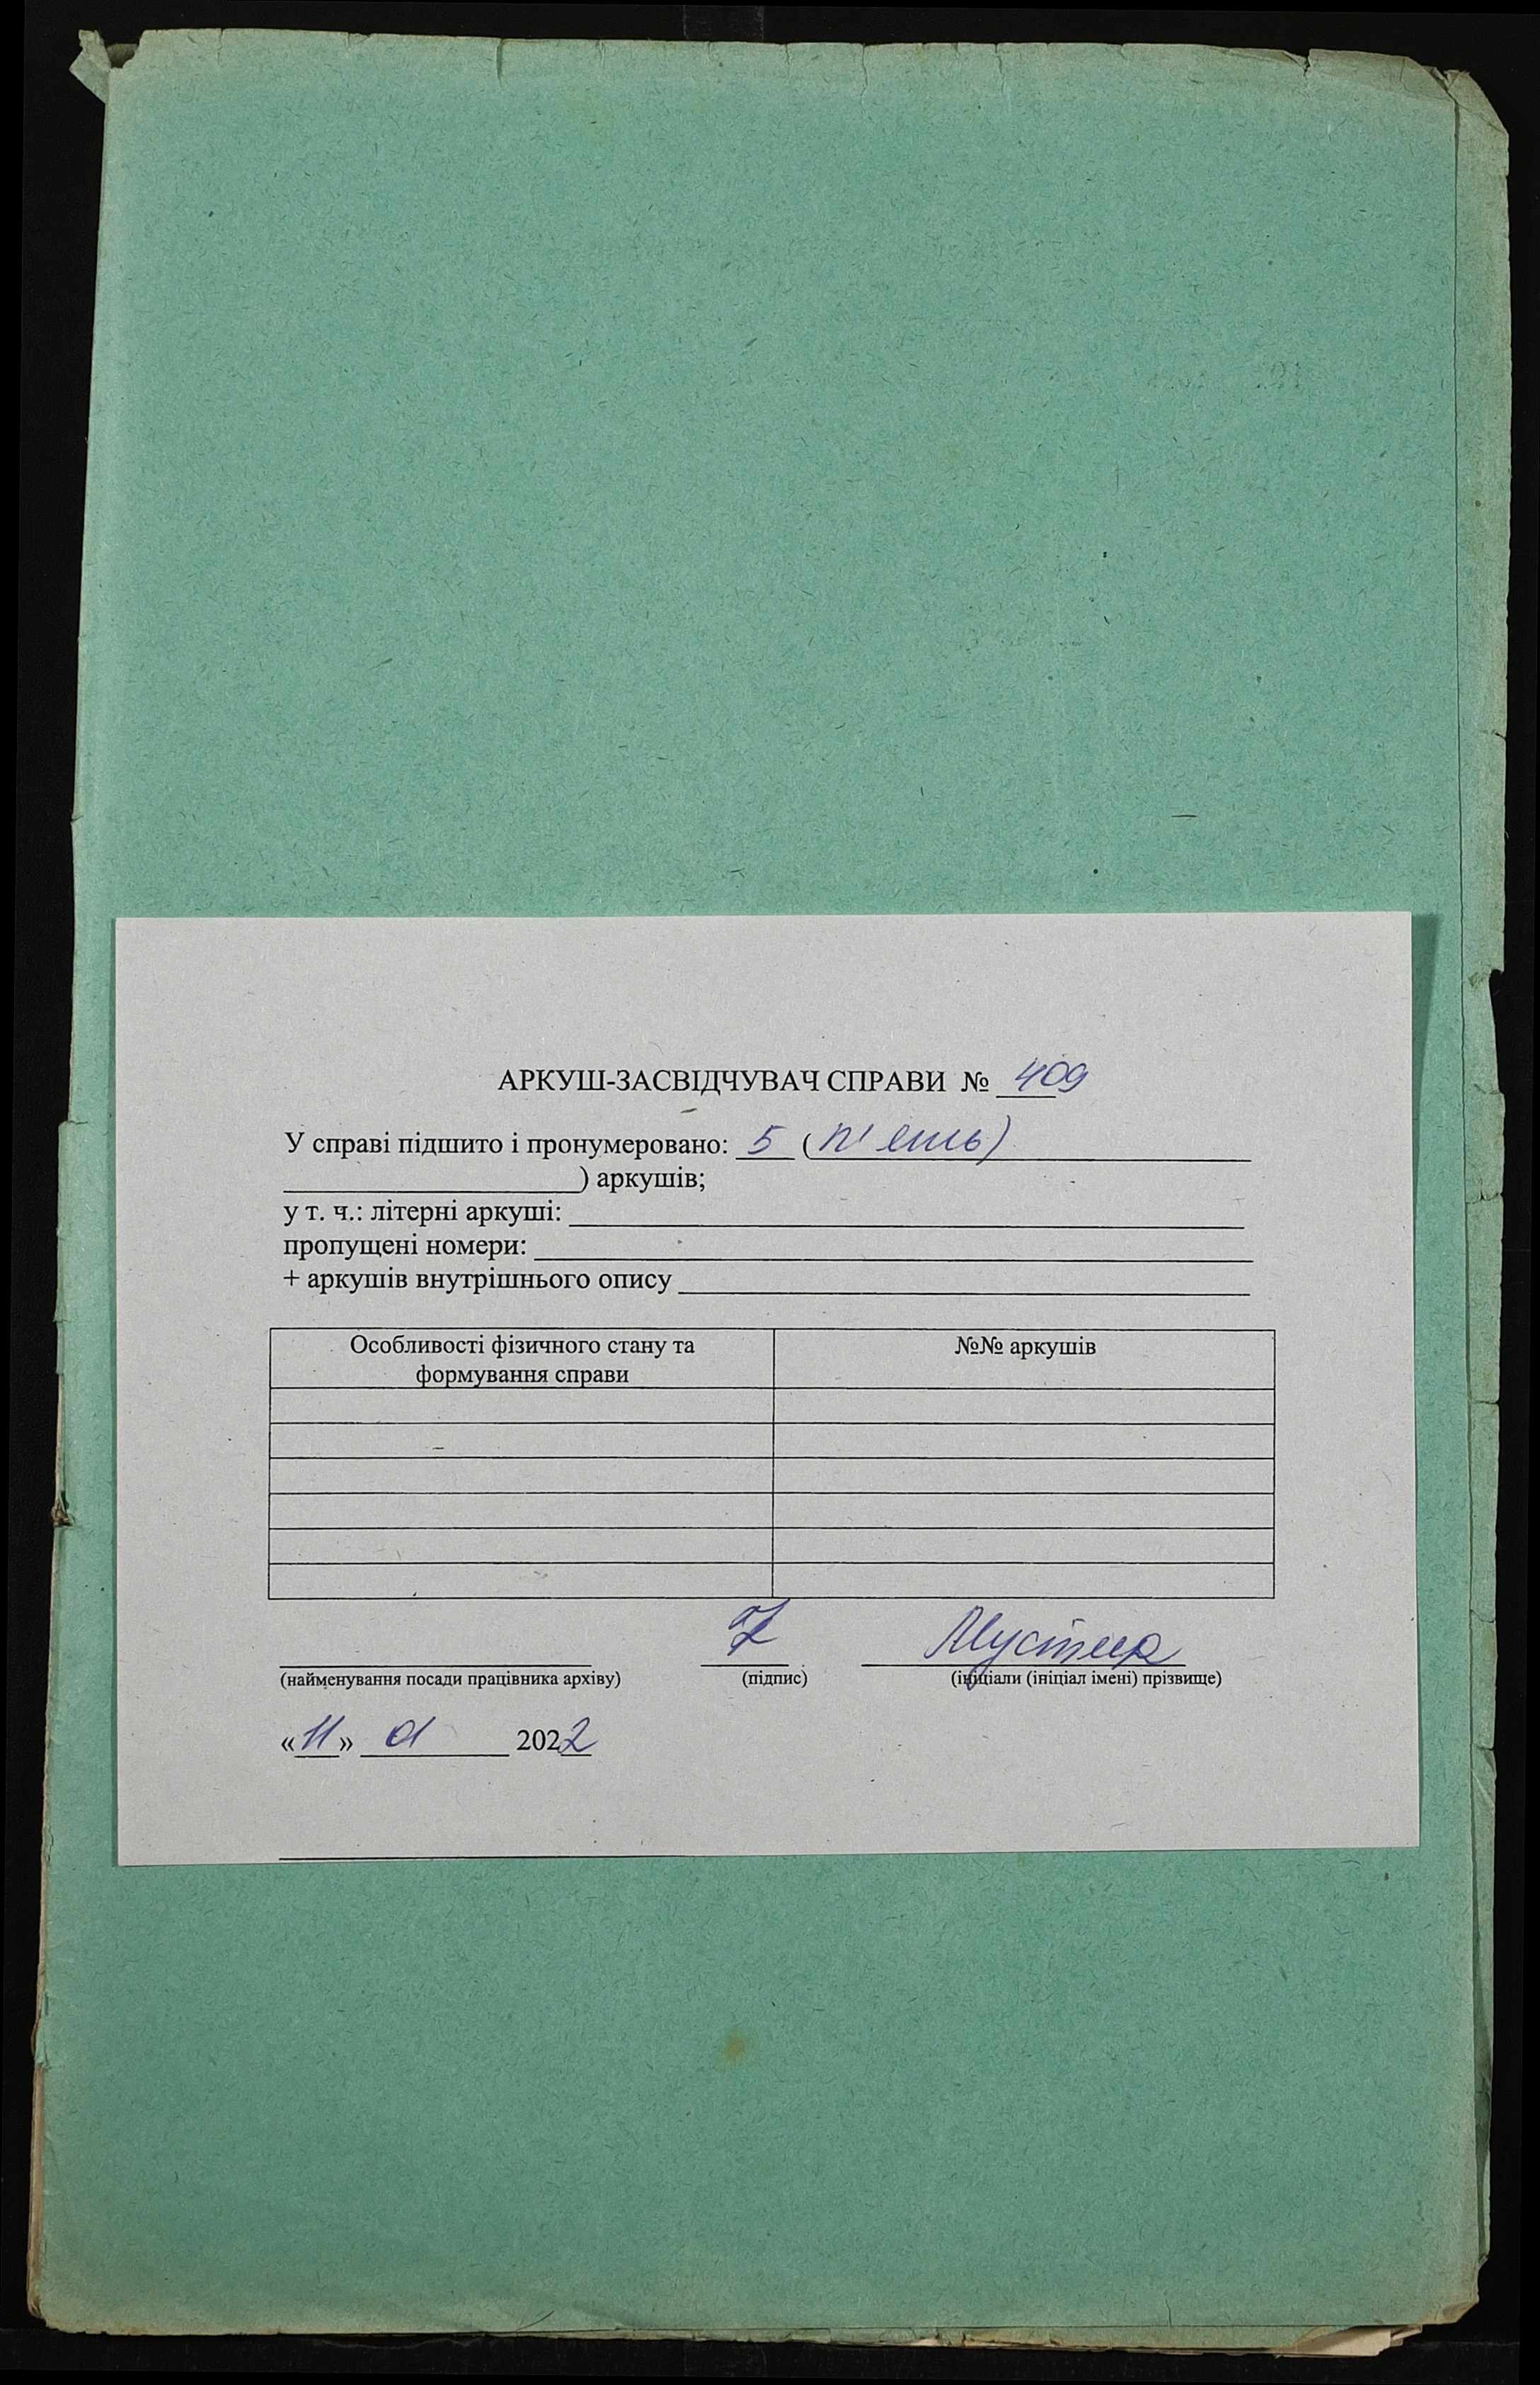 АРКУШ-ЗАСВІДЧУВАЧ СПРАВИ № 409
У справі підшито і пронумеровано: 5 (п'ять)
) аркушів;
у т. ч.: літерні аркуші:
пропущені номери:
+ аркушів внутрішнього опису
Особливості фізичного стану та формування справи
№№ аркушів
(найменування посади працівника архіву)
(підпис)
(ініціали (ініціал імені) прізвище)
«11» 2022